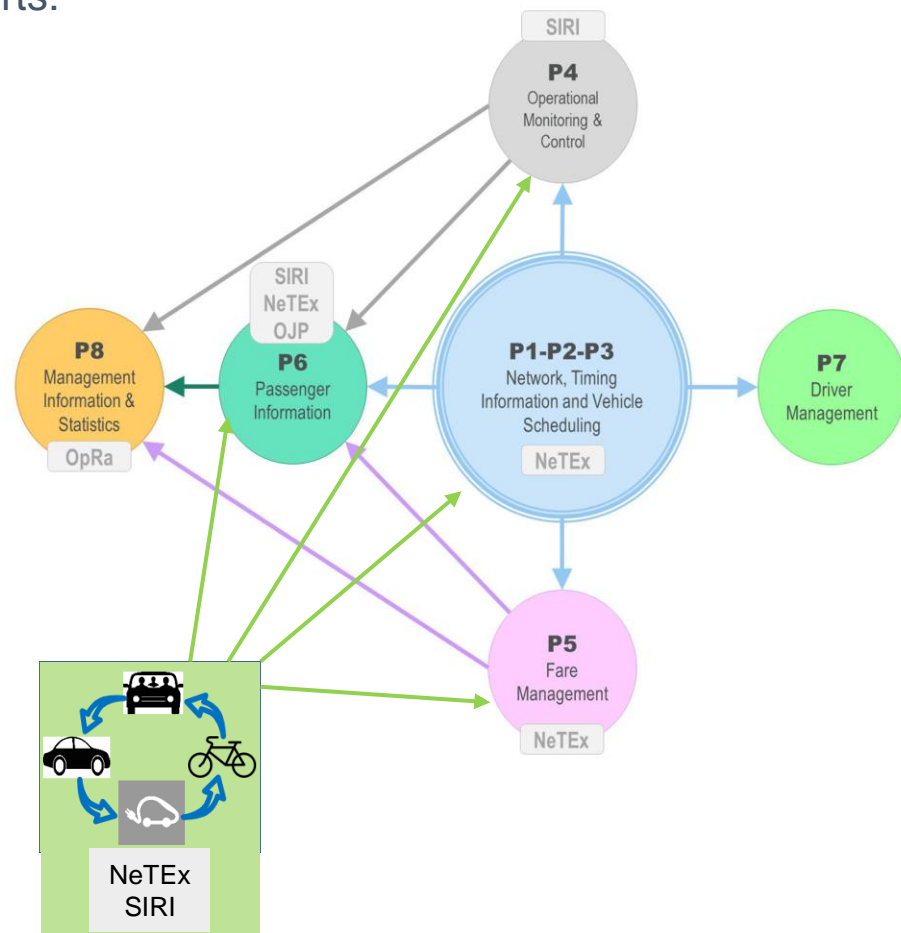 rts.
SIRI
P4
Operational
Monitoring &
Control
SIRI
NeTEx
OJP
P6
Passenger
Information
P8
Management
Information &
Statistics
OpRa
P1-P2-P3
Network, Timing
Information and Vehicle
Scheduling
NeTEx
P7
Driver
Management
P5
Fare
Management
NeTEx
NeTEx
SIRI